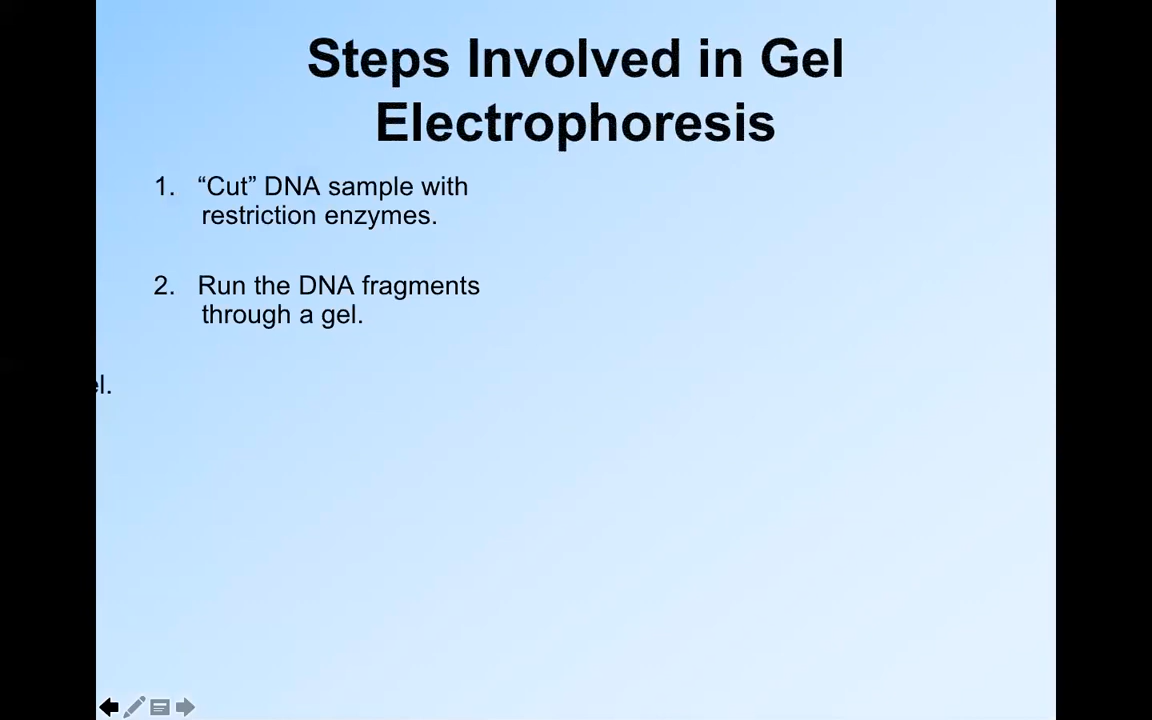 Steps Involved in Gel
Electrophoresis
1. “Cut” DNA sample with
restriction enzymes.
2. Run the DNA fragments
through a gel.